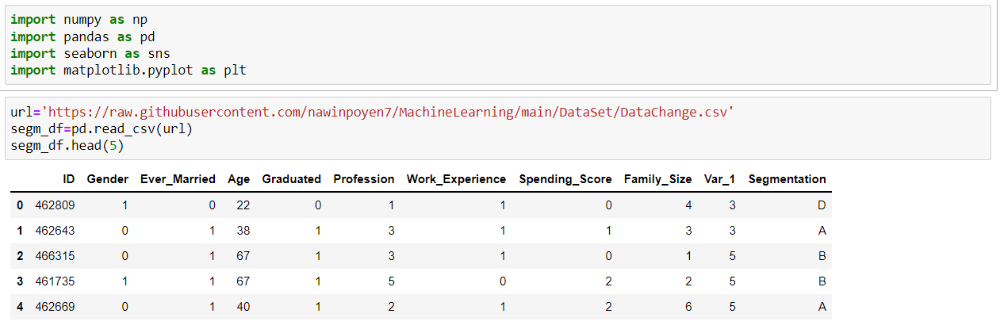 import numpy as np
import pandas as pd
import seaborn as sns
import matplotlib.pyplot as plt
url='https://raw.githubusercontent.com/nawinpoyen7/MachineLearning/main/DataSet/DataChange.csv'
segm_df=pd.read_csv(url)
segm_df.head(5)
ID Gender Ever_Married Age Graduated Profession Work_Experience Spending_Score Family_Size Var_1 Segmentation
0 462809 1 0 22 0 1 1 0 4 3 D
1 462643 0 1 38 1 3 1 1 3 3 A
2 466315 0 1 67 1 3 1 0 1 5 B
3 461735 1 1 67 1 5 0 2 2 5 B
4 462669 0 1 40 1 2 1 2 6 5 A